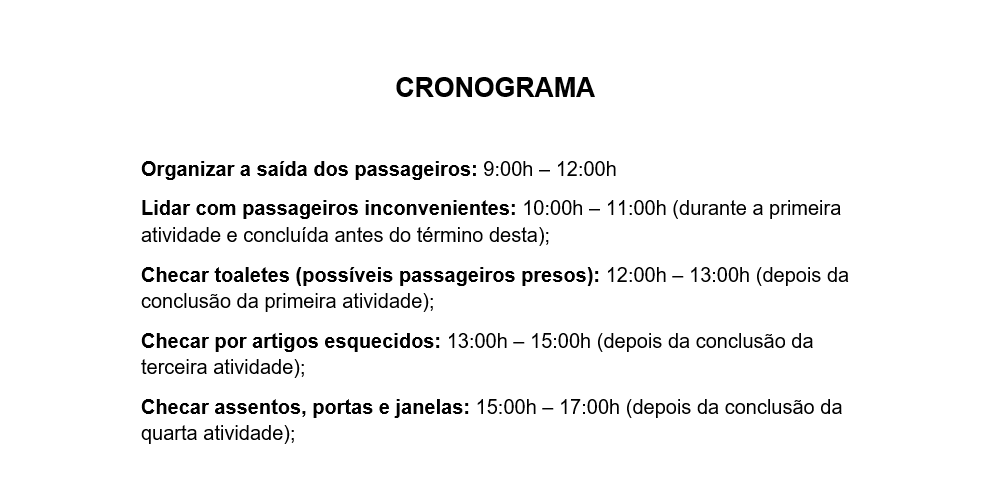 CRONOGRAMA
Organizar a saída dos passageiros: 9:00h – 12:00h
Lidar com passageiros inconvenientes: 10:00h – 11:00h (durante a primeira
atividade e concluída antes do término desta);
Checar toaletes (possíveis passageiros presos): 12:00h – 13:00h (depois da
conclusão da primeira atividade);
Checar por artigos esquecidos: 13:00h – 15:00h (depois da conclusão da
terceira atividade);
Checar assentos, portas e janelas: 15:00h – 17:00h (depois da conclusão da
quarta atividade);